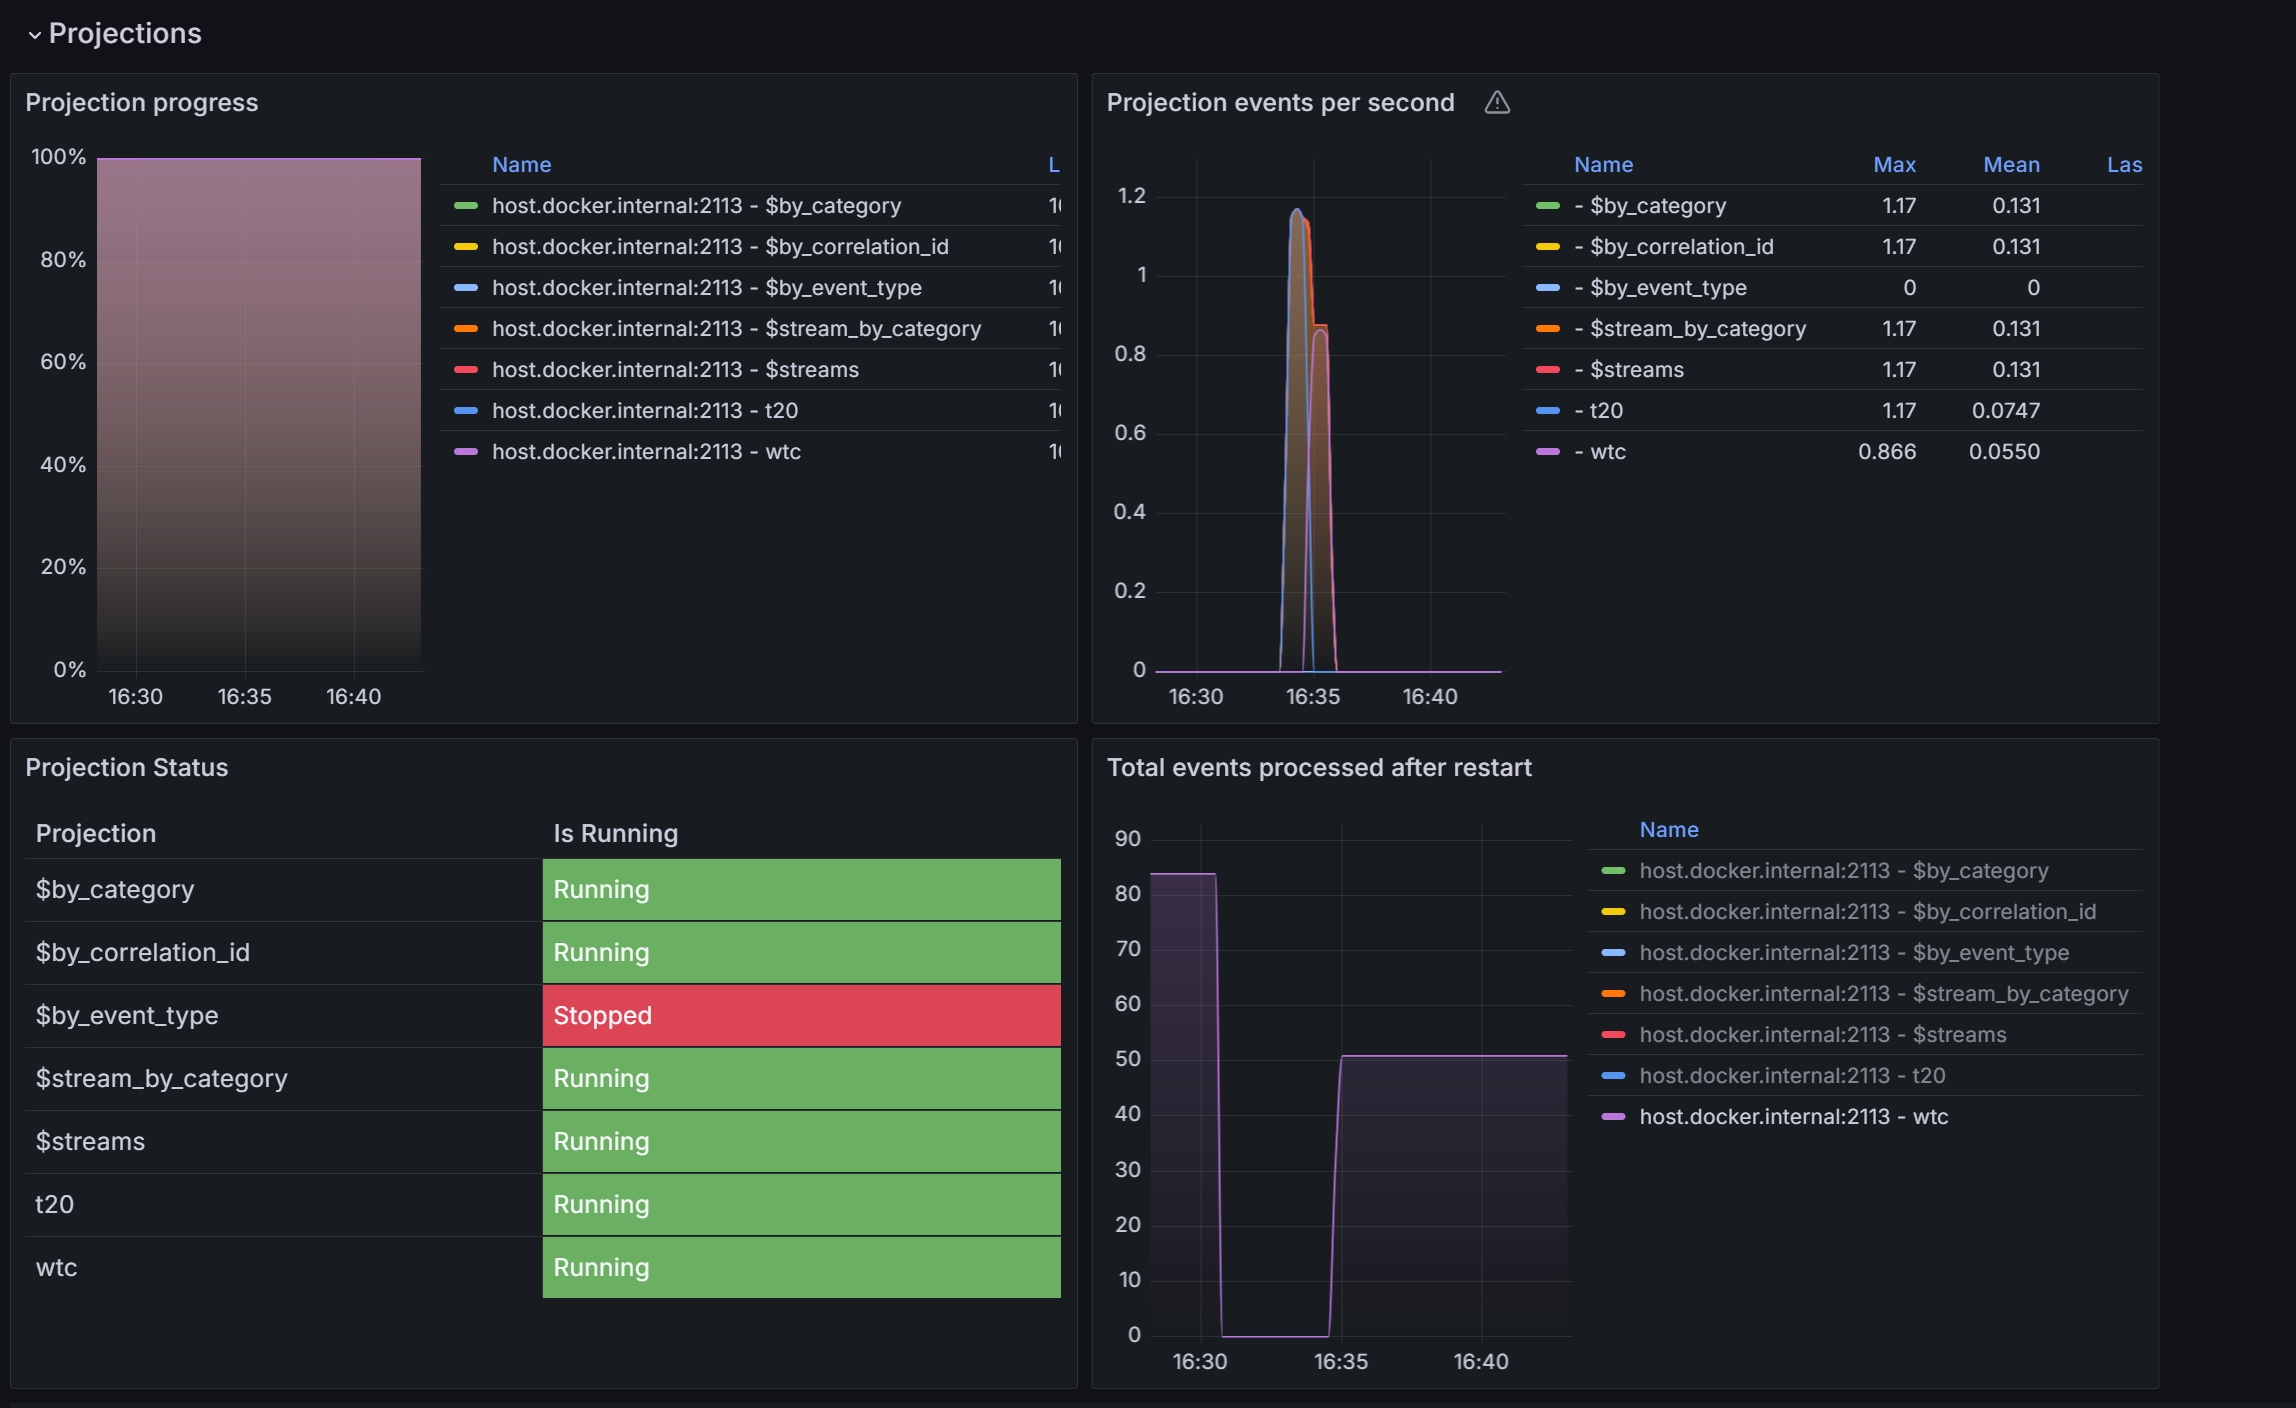 Projections
Projection progress
100%
80%
60%
40%
20%
0%
16:30 16:35 16:40
Name L
host.docker.internal:2113 - $by_category
host.docker.internal:2113 - $by_correlation_id
host.docker.internal:2113 - $by_event_type
host.docker.internal:2113 - $stream_by_category
host.docker.internal:2113 - $streams
host.docker.internal:2113 - t20
host.docker.internal:2113 - wtc
Projection events per second
1.2
1
0.8
0.6
0.4
0.2
0
16:30 16:35 16:40
Name Max Mean Las
- $by_category 1.17 0.131
- $by_correlation_id 1.17 0.131
- $by_event_type 0 0
- $stream_by_category 1.17 0.131
- $streams 1.17 0.131
- t20 1.17 0.0747
- wtc 0.866 0.0550
Projection Status
Projection Is Running
$by_category Running
$by_correlation_id Running
$by_event_type Stopped
$stream_by_category Running
$streams Running
t20 Running
wtc Running
Total events processed after restart
90
80
70
60
50
40
30
20
10
0
16:30 16:35 16:40
Name
host.docker.internal:2113 - $by_category
host.docker.internal:2113 - $by_correlation_id
host.docker.internal:2113 - $by_event_type
host.docker.internal:2113 - $stream_by_category
host.docker.internal:2113 - $streams
host.docker.internal:2113 - t20
host.docker.internal:2113 - wtc